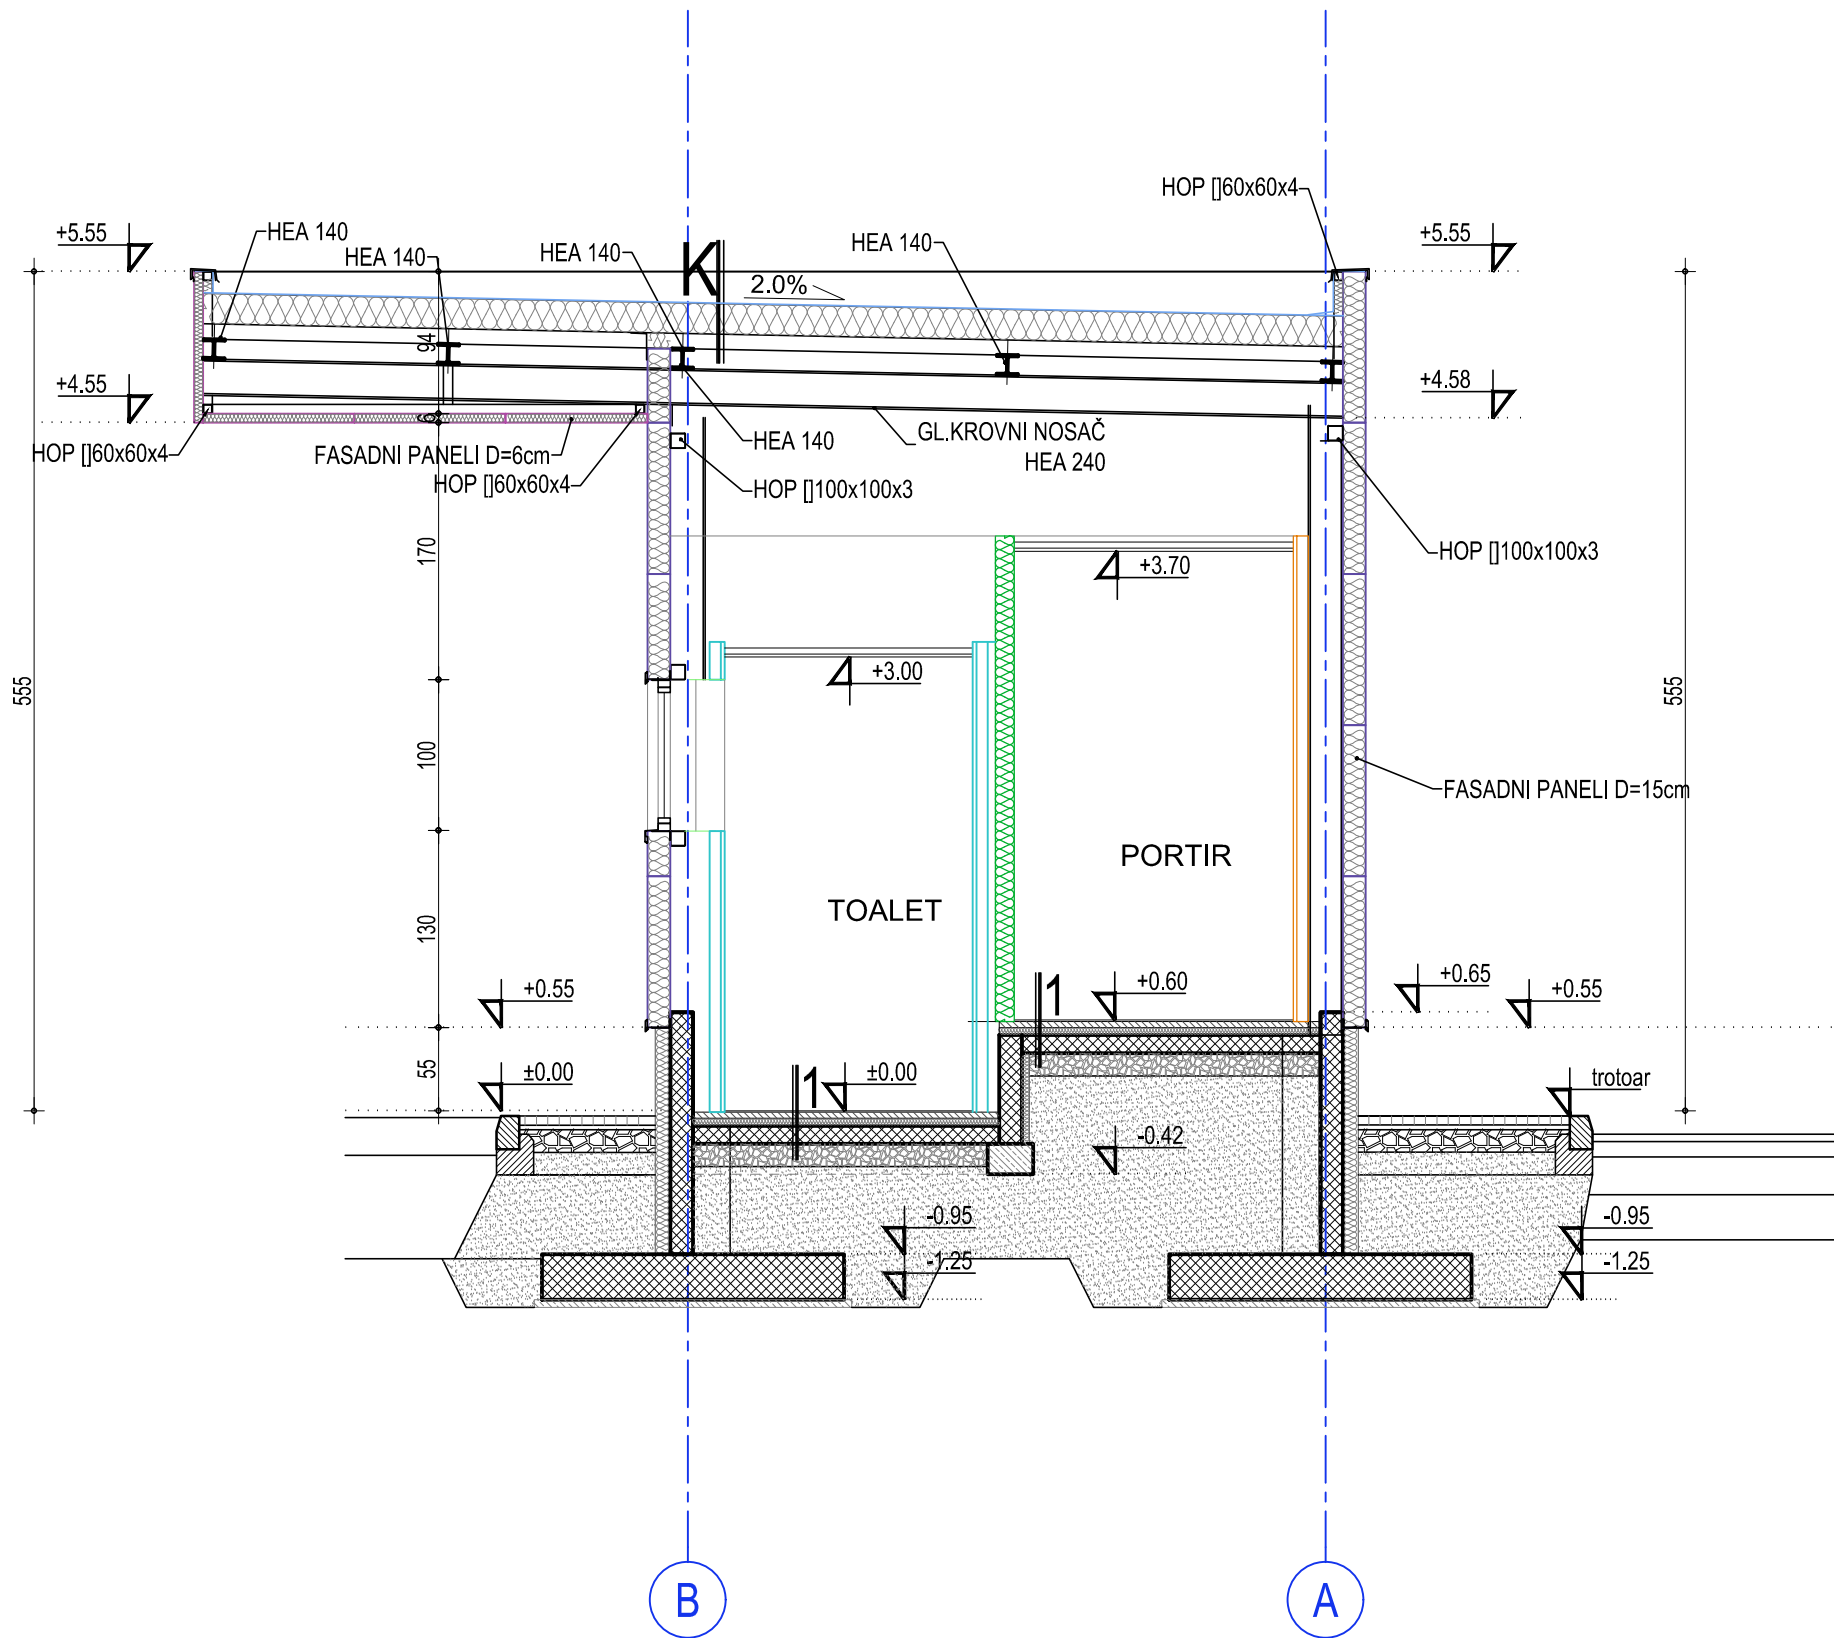 HOP []60x60x4
+5.55
HEA 140
HEA 140
HEA 140
K
HEA 140
+5.55
2.0%
94
+4.55
+4.58
6
HOP []60x60x4
FASADNI PANELI D=6cm
HOP []60x60x4
HEA 140
GL.KROVNI NOSAČ
HEA 240
HOP []100x100x3
HOP []100x100x3
170
+3.70
+3.00
555
555
100
FASADNI PANELI D=15cm
PORTIR
TOALET
130
+0.55
1
+0.60
+0.65
+0.55
55
±0.00
1
±0.00
trotoar
-0.42
-0.95
-0.95
-1.25
-1.25
B
A